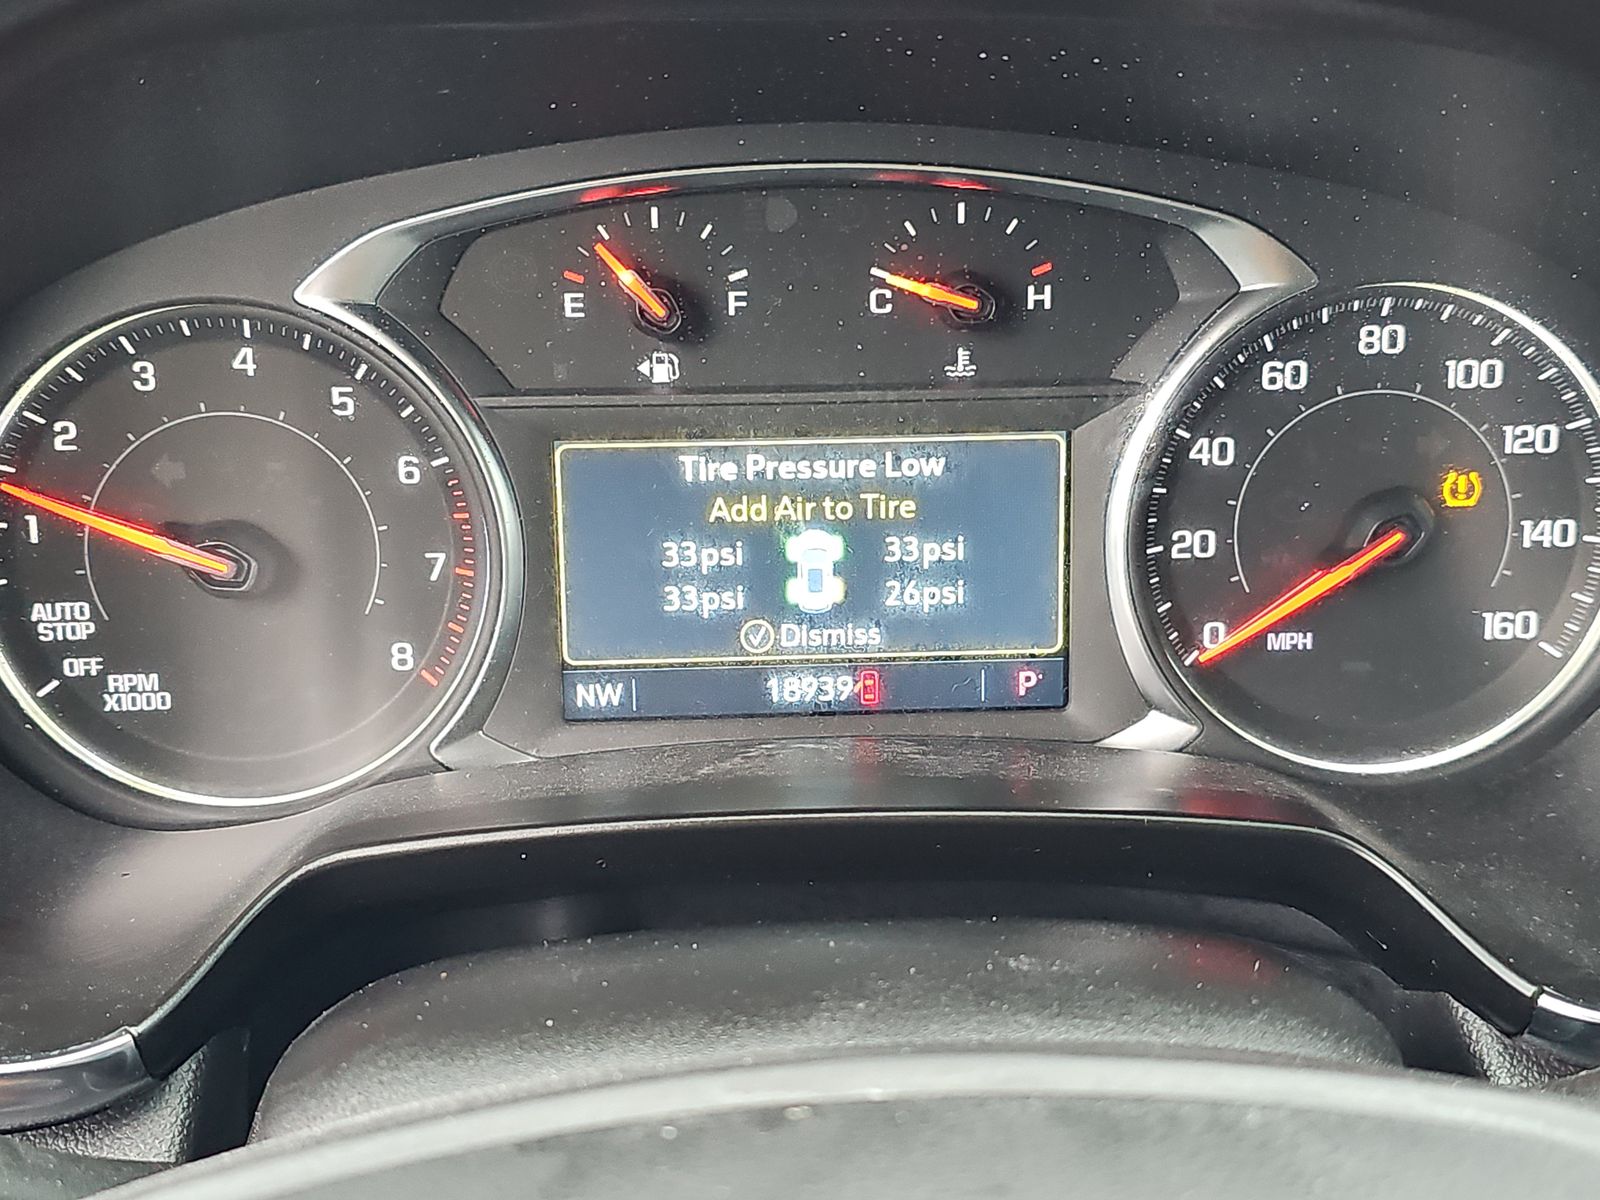 E F
C H
1 2 3 4 5 6 7 8
AUTO
STOP
OFF
RPM
X1000
Tire Pressure Low
Add Air to Tire
33psi 33psi
33psi 26psi
Dismiss
NW 18939 P
0 20 40 60 80 100 120 140 160
MPH